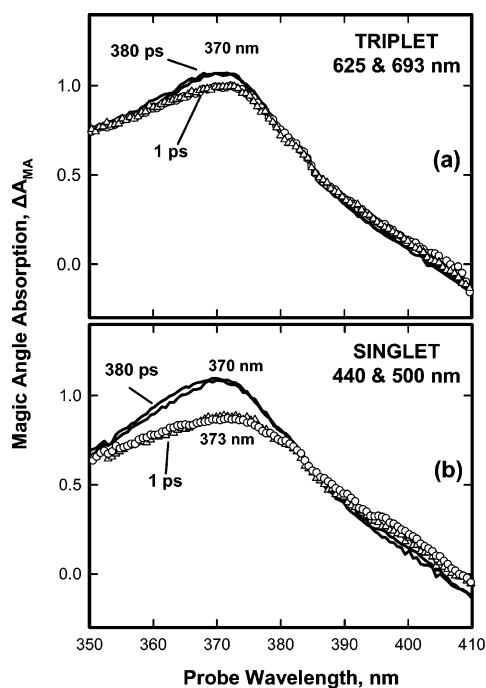 380 ps
370 nm
TRIPLET
625 & 693 nm
1.0
1 ps
(a)
0.5
0.0
Magic Angle Absorption, ΔA_MA
SINGLET
440 & 500 nm
380 ps
370 nm
1.0
373 nm
1 ps
(b)
0.5
0.0
350 360 370 380 390 400 410
Probe Wavelength, nm